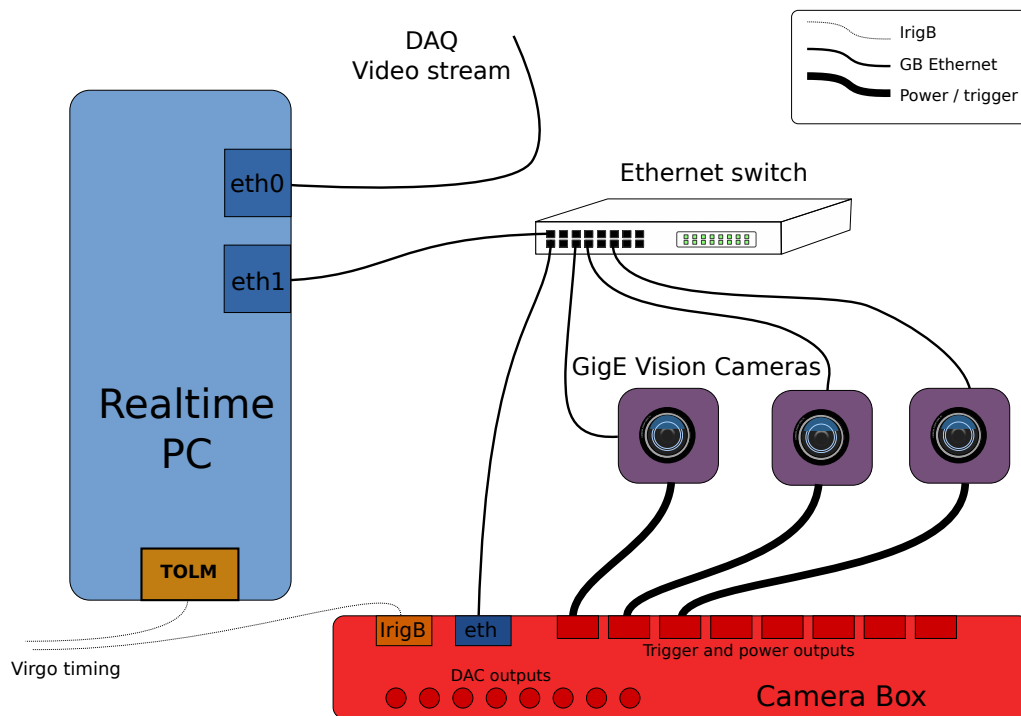 DAQ
Video stream
IrigB
GB Ethernet
Power / trigger
eth0
Ethernet switch
eth1
GigE Vision Cameras
Realtime
PC
TOLM
Virgo timing
IrigB
eth
Trigger and power outputs
DAC outputs
Camera Box